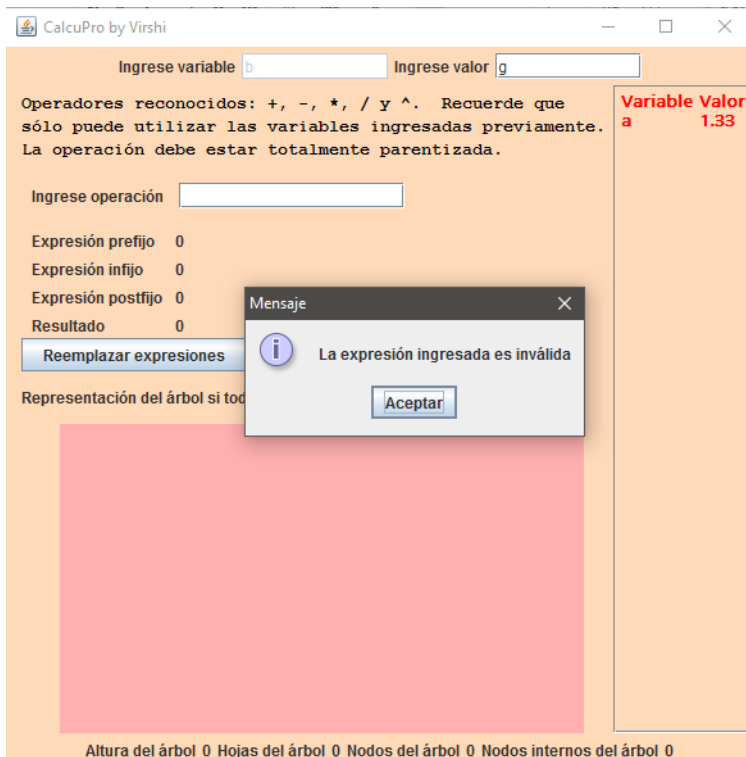 CalcuPro by Virshi
Ingrese variable b Ingrese valor g
Operadores reconocidos: +, -, *, / y ^. Recuerde que
sólo puede utilizar las variables ingresadas previamente.
La operación debe estar totalmente parentizada.
Variable Valor
a 1.33
Ingrese operación
Expresión prefijo 0
Expresión infijo 0
Expresión postfijo 0
Resultado 0
Reemplazar expresiones
Mensaje
La expresión ingresada es inválida
Aceptar
Representación del árbol si tod
Altura del árbol 0 Hojas del árbol 0 Nodos del árbol 0 Nodos internos del árbol 0